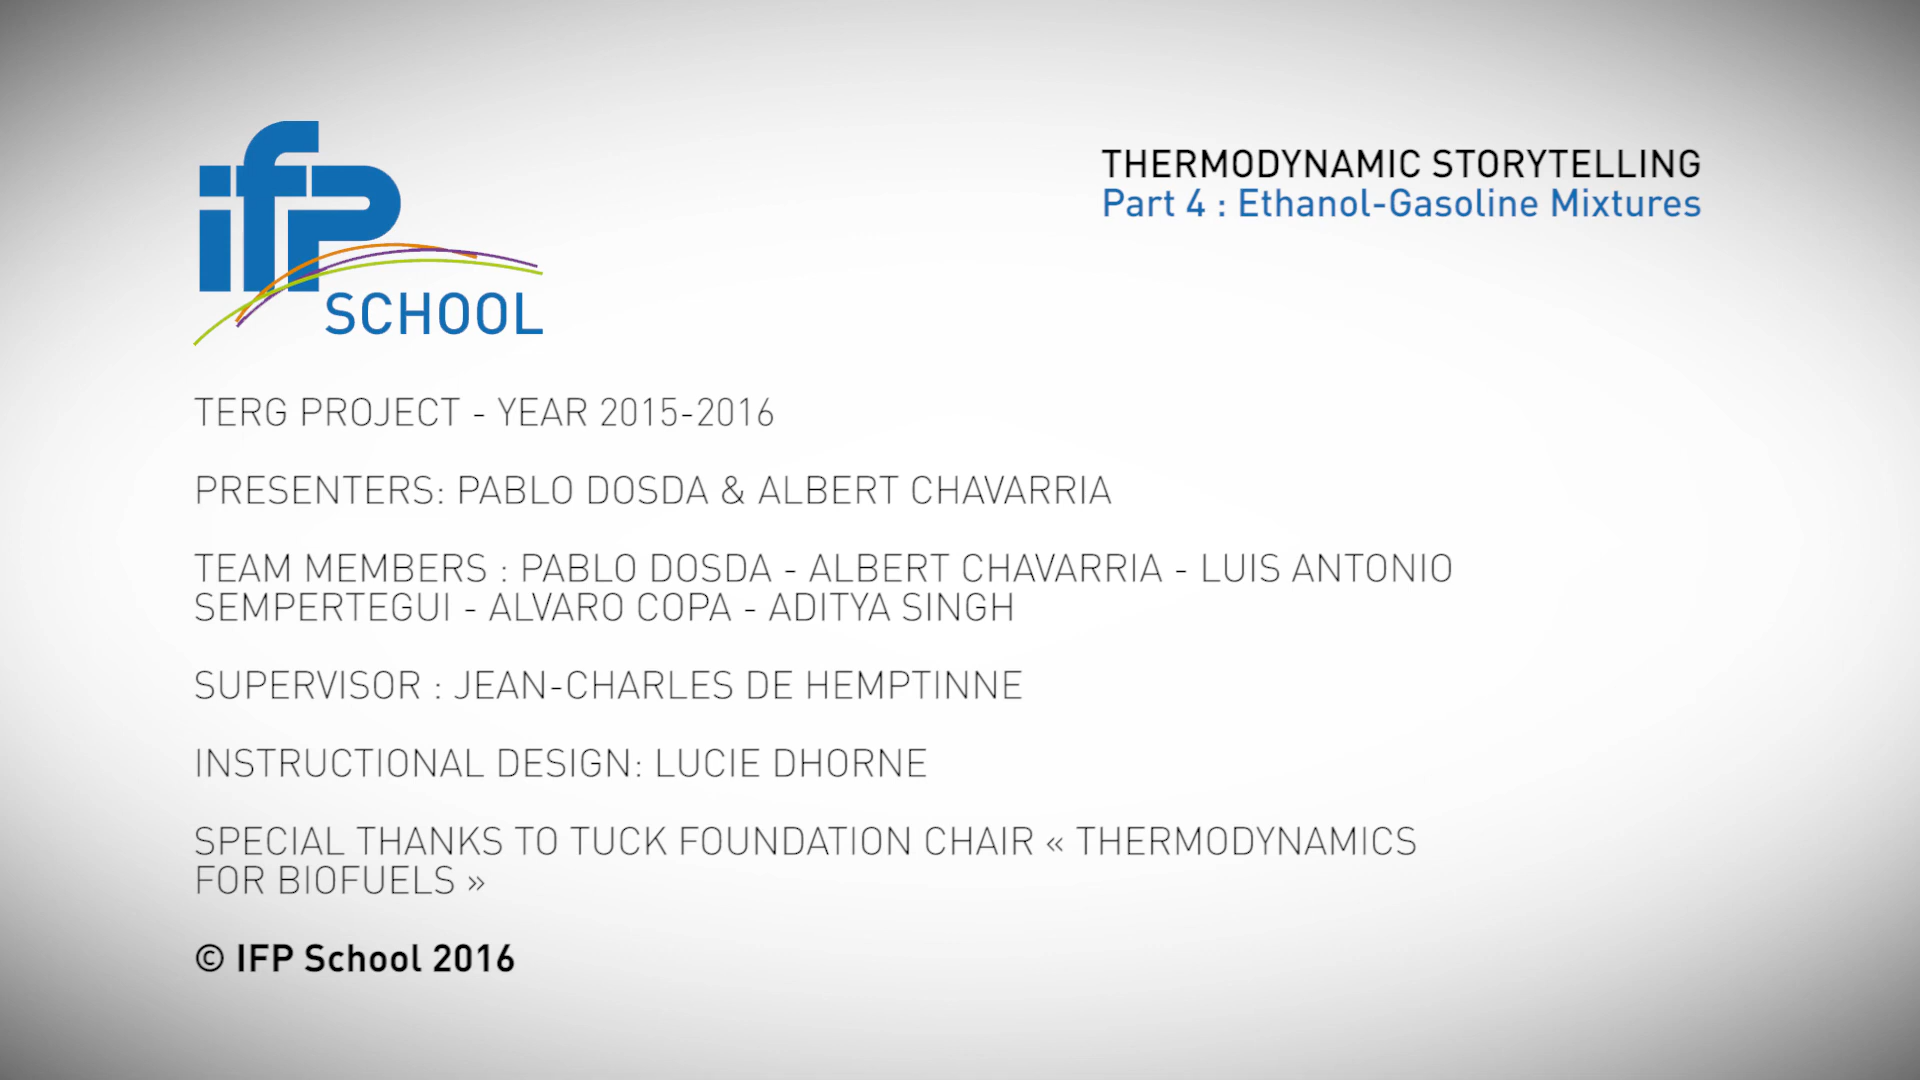 ifp
SCHOOL
THERMODYNAMIC STORYTELLING
Part 4 : Ethanol-Gasoline Mixtures
TERG PROJECT - YEAR 2015-2016
PRESENTERS: PABLO DOSDA & ALBERT CHAVARRIA
TEAM MEMBERS : PABLO DOSDA - ALBERT CHAVARRIA - LUIS ANTONIO
SEMPERTEGUI - ALVARO COPA - ADITYA SINGH
SUPERVISOR : JEAN-CHARLES DE HEMPTINNE
INSTRUCTIONAL DESIGN: LUCIE DHORNE
SPECIAL THANKS TO TUCK FOUNDATION CHAIR « THERMODYNAMICS
FOR BIOFUELS »
© IFP School 2016